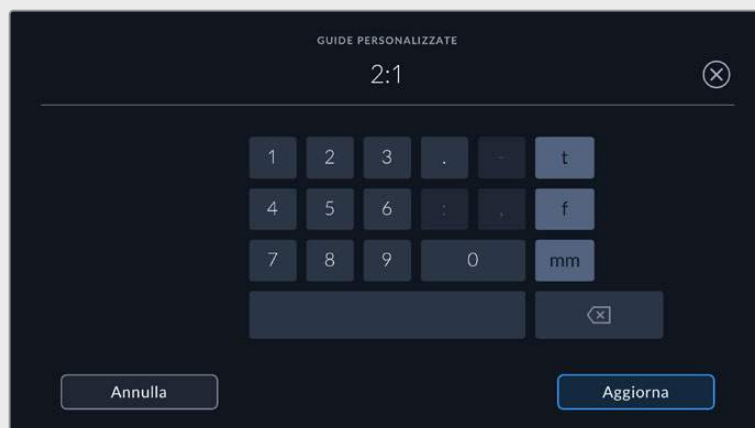 GUIDE PERSONALIZZATE
2:1
1 2 3 . - t
4 5 6 : , f
7 8 9 0 mm
Annulla Aggiorna